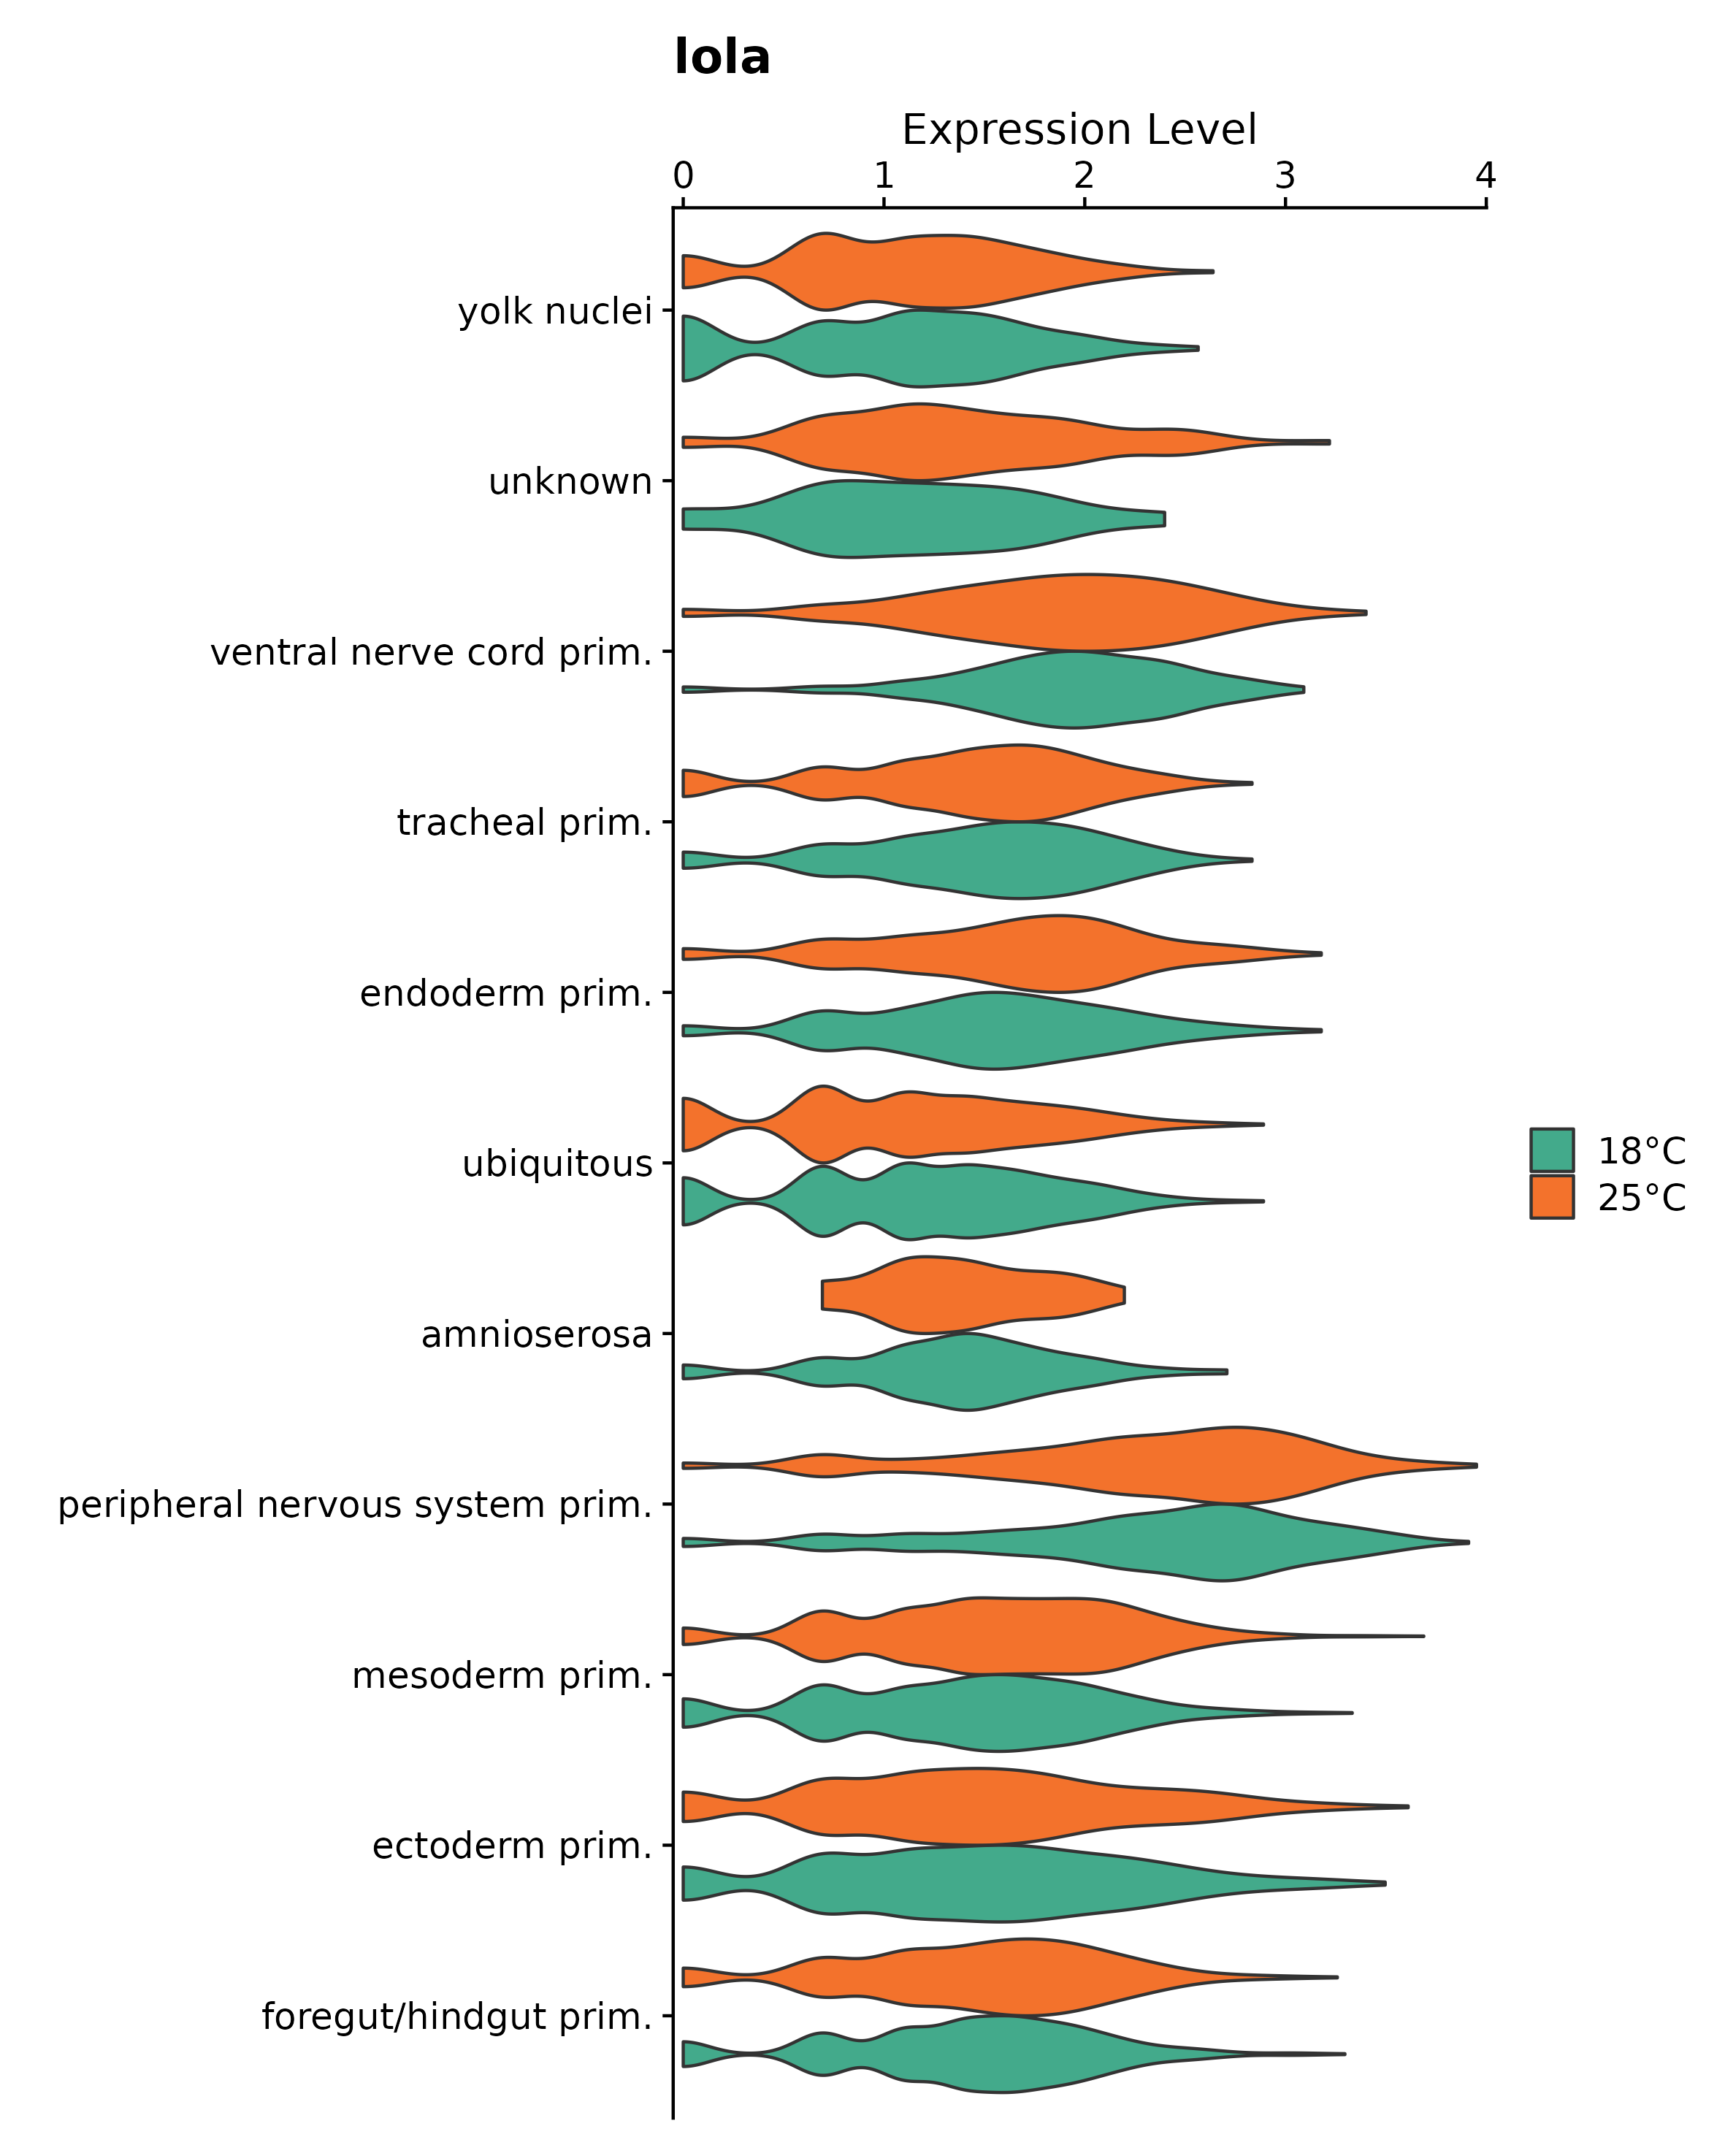 lola
Expression Level
0 1 2 3 4
yolk nuclei
unknown
ventral nerve cord prim.
tracheal prim.
endoderm prim.
ubiquitous
amnioserosa
peripheral nervous system prim.
mesoderm prim.
ectoderm prim.
foregut/hindgut prim.
18°C
25°C